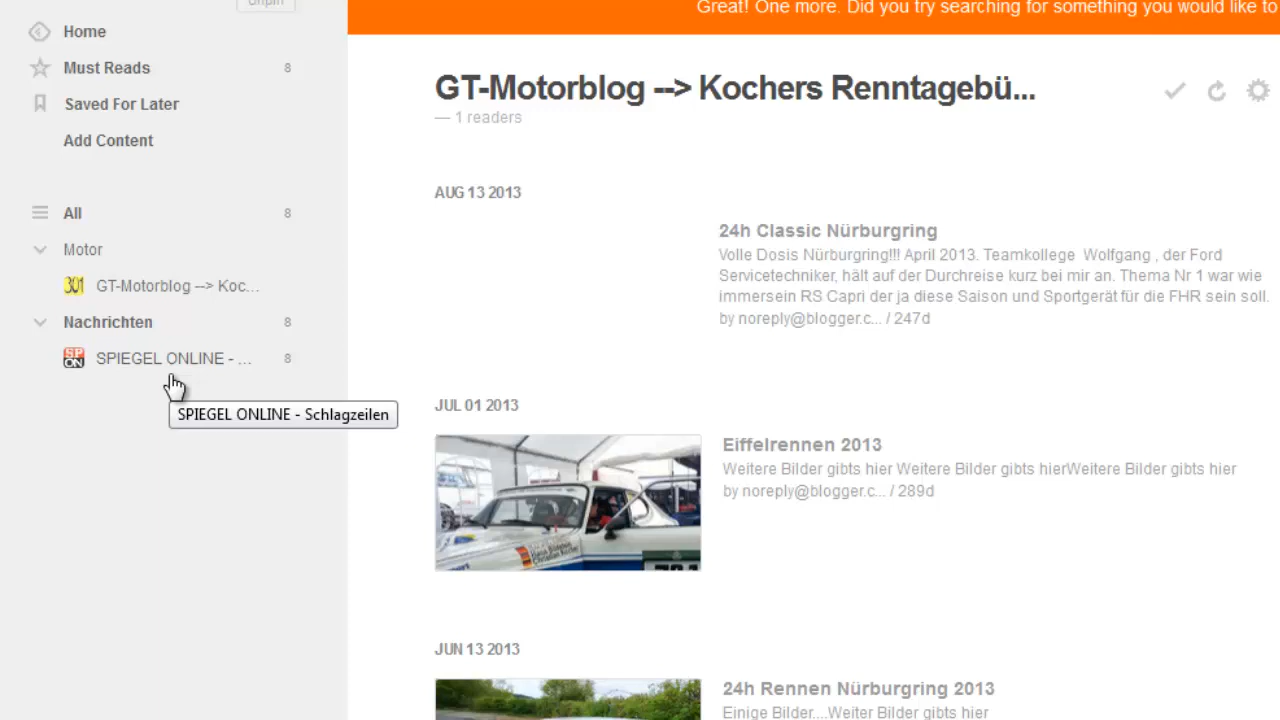 Unpin
Home
Must Reads 8
Saved For Later
Add Content
All 8
Motor
301 GT-Motorblog --> Koc...
Nachrichten 8
SP ON SPIEGEL ONLINE - ... 8
SPIEGEL ONLINE - Schlagzeilen
Great! One more. Did you try searching for something you would like to
GT-Motorblog --> Kochers Renntagebü...
— 1 readers
AUG 13 2013
24h Classic Nürburgring
Volle Dosis Nürburgring!!! April 2013. Teamkollege Wolfgang , der Ford
Servicetechniker, hält auf der Durchreise kurz bei mir an. Thema Nr 1 war wie
immersein RS Capri der ja diese Saison und Sportgerät für die FHR sein soll.
by noreply@blogger.c... / 247d
JUL 01 2013
Eiffelrennen 2013
Weitere Bilder gibts hier Weitere Bilder gibts hierWeitere Bilder gibts hier
by noreply@blogger.c... / 289d
JUN 13 2013
24h Rennen Nürburgring 2013
Einige Bilder....Weiter Bilder gibts hier